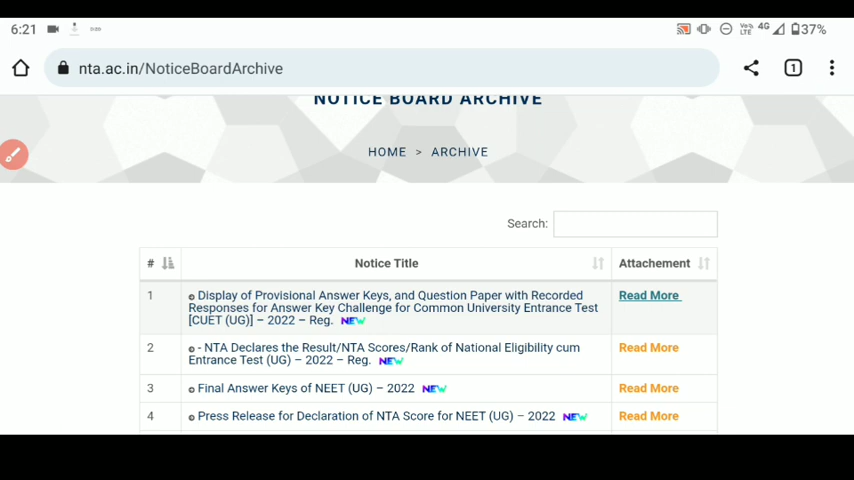 6:21 Vo) LTE 4G 37%
nta.ac.in/NoticeBoardArchive 1
NOTICE BOARD ARCHIVE
HOME > ARCHIVE
Search:
# Notice Title Attachement
1 Display of Provisional Answer Keys, and Question Paper with Recorded Read More
Responses for Answer Key Challenge for Common University Entrance Test
[CUET (UG)] – 2022 – Reg. NEW
2 - NTA Declares the Result/NTA Scores/Rank of National Eligibility cum Read More
Entrance Test (UG) – 2022 – Reg. NEW
3 Final Answer Keys of NEET (UG) – 2022 NEW Read More
4 Press Release for Declaration of NTA Score for NEET (UG) – 2022 NEW Read More